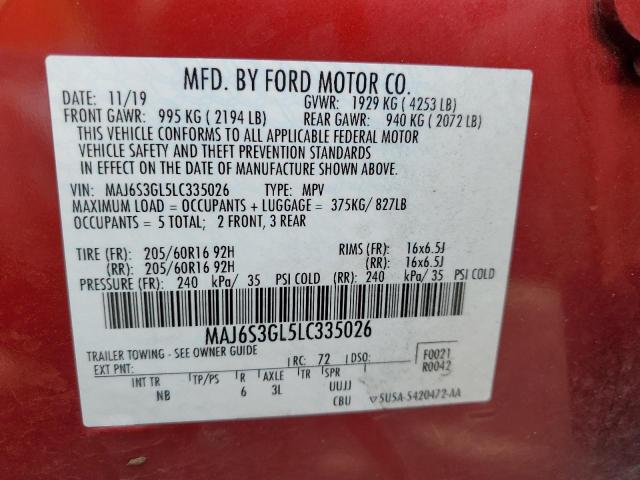 MFD. BY FORD MOTOR CO.
DATE: 11/19 GVWR: 1929 KG ( 4253 LB)
FRONT GAWR: 995 KG ( 2194 LB) REAR GAWR: 940 KG ( 2072 LB)
THIS VEHICLE CONFORMS TO ALL APPLICABLE FEDERAL MOTOR
VEHICLE SAFETY AND THEFT PREVENTION STANDARDS
IN EFFECT ON THE DATE OF MANUFACTURE SHOWN ABOVE.
VIN: MAJ6S3GL5LC335026 TYPE: MPV
MAXIMUM LOAD = OCCUPANTS + LUGGAGE = 375KG/ 827LB
OCCUPANTS = 5 TOTAL; 2 FRONT, 3 REAR
TIRE (FR): 205/60R16 92H RIMS (FR): 16x6.5J
(RR): 205/60R16 92H (RR): 16x6.5J
PRESSURE (FR): 240 kPa/ 35 PSI COLD (RR): 240 kPa/ 35 PSI COLD
MAJ6S3GL5LC335026
TRAILER TOWING - SEE OWNER GUIDE
EXT PNT: RC: 72 DSO: F0021
R0042
INT TR TP/PS R AXLE TR SPR
NB 6 3L UUJJ
CBU 5U5A-5420472-AA